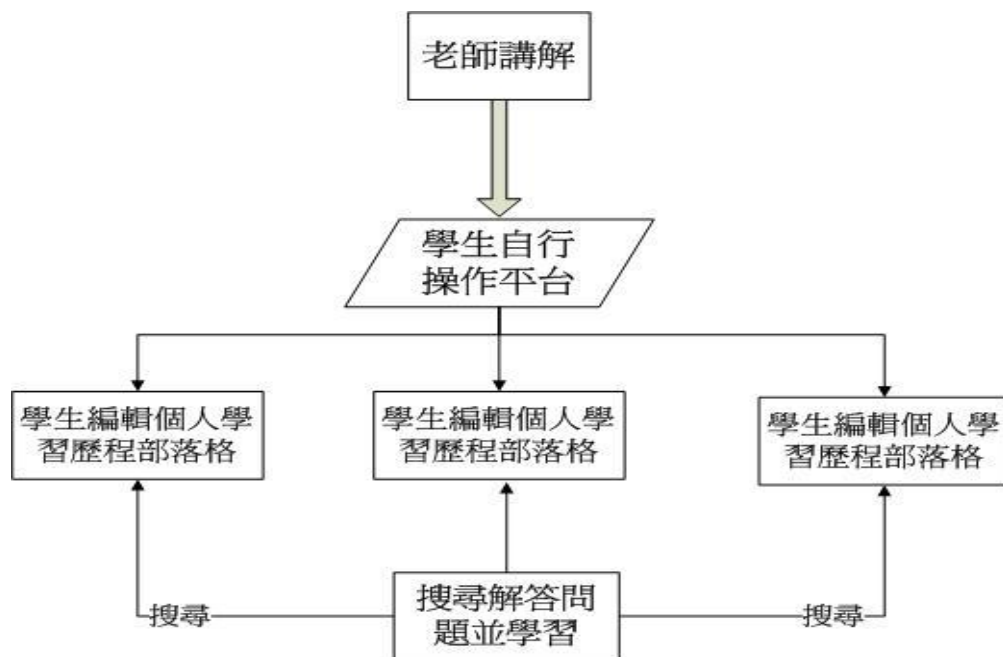 老師講解
學生自行
操作平台
學生編輯個人學
習歷程部落格
學生編輯個人學
習歷程部落格
學生編輯個人學
習歷程部落格
搜尋
搜尋解答問
題並學習
搜尋